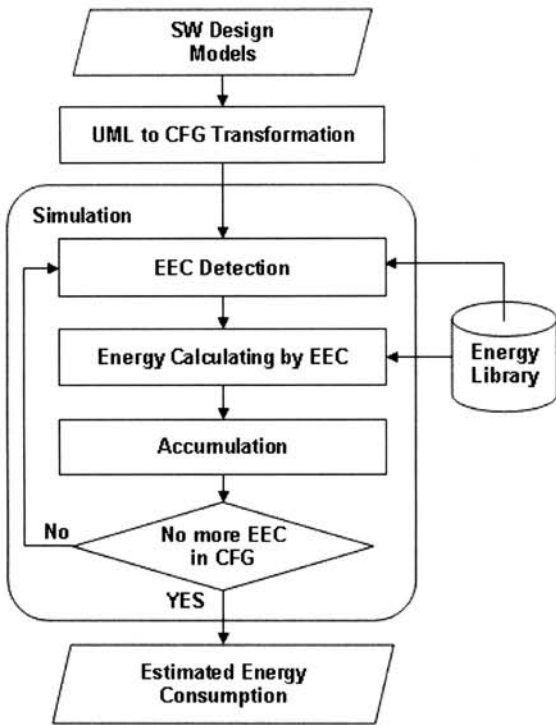 SW Design
Models
UML to CFG Transformation
Simulation
EEC Detection
Energy Calculating by EEC
Energy
Library
Accumulation
No
No more EEC
in CFG
YES
Estimated Energy
Consumption